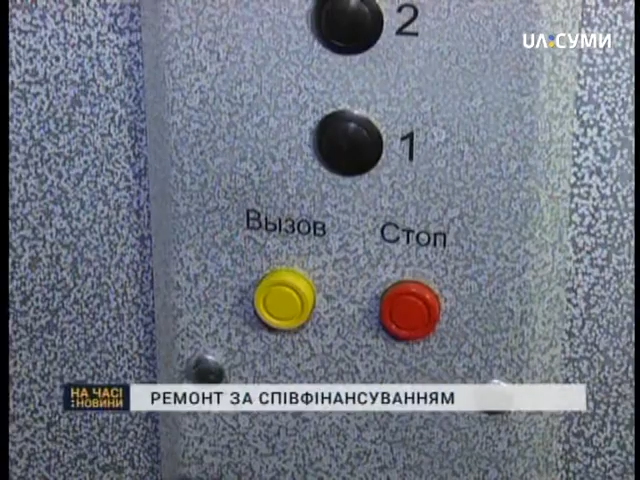 2
UA:СУМИ
1
Вызов
Стоп
НА ЧАСІ
:НОВИНИ
РЕМОНТ ЗА СПІВФІНАНСУВАННЯМ